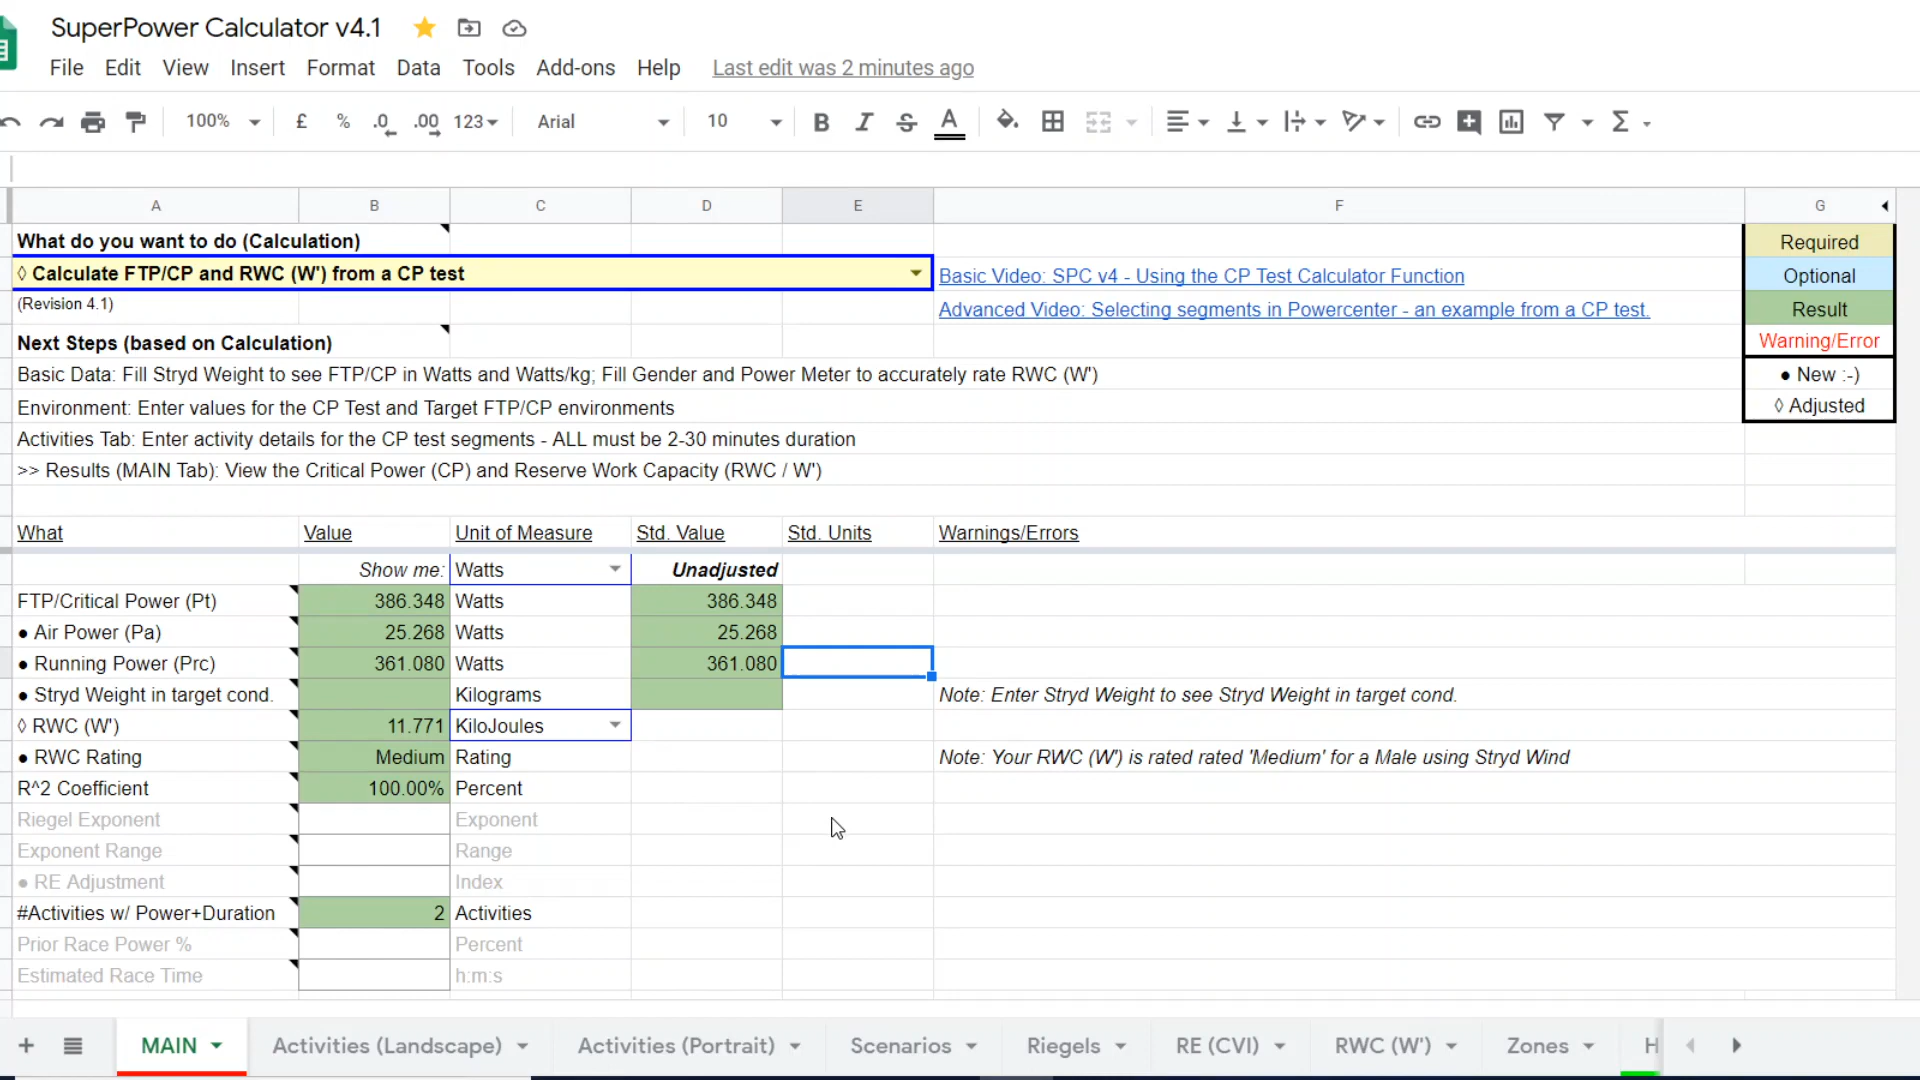 SuperPower Calculator v4.1
File Edit View Insert Format Data Tools Add-ons Help Last edit was 2 minutes ago
100% £ % .0 .00 123 Arial 10 B I S A Σ
A B C D E F G
What do you want to do (Calculation) Required
◊ Calculate FTP/CP and RWC (W') from a CP test Basic Video: SPC v4 - Using the CP Test Calculator Function Optional
(Revision 4.1) Advanced Video: Selecting segments in Powercenter - an example from a CP test. Result
Next Steps (based on Calculation) Warning/Error
Basic Data: Fill Stryd Weight to see FTP/CP in Watts and Watts/kg; Fill Gender and Power Meter to accurately rate RWC (W') ● New :-)
Environment: Enter values for the CP Test and Target FTP/CP environments ◊ Adjusted
Activities Tab: Enter activity details for the CP test segments - ALL must be 2-30 minutes duration
>> Results (MAIN Tab): View the Critical Power (CP) and Reserve Work Capacity (RWC / W')
What Value Unit of Measure Std. Value Std. Units Warnings/Errors
Show me: Watts Unadjusted
FTP/Critical Power (Pt) 386.348 Watts 386.348
● Air Power (Pa) 25.268 Watts 25.268
● Running Power (Prc) 361.080 Watts 361.080
● Stryd Weight in target cond. Kilograms Note: Enter Stryd Weight to see Stryd Weight in target cond.
◊ RWC (W') 11.771 KiloJoules
● RWC Rating Medium Rating Note: Your RWC (W') is rated rated 'Medium' for a Male using Stryd Wind
R^2 Coefficient 100.00% Percent
Riegel Exponent Exponent
Exponent Range Range
● RE Adjustment Index
#Activities w/ Power+Duration 2 Activities
Prior Race Power % Percent
Estimated Race Time h:m:s
MAIN Activities (Landscape) Activities (Portrait) Scenarios Riegels RE (CVI) RWC (W') Zones H